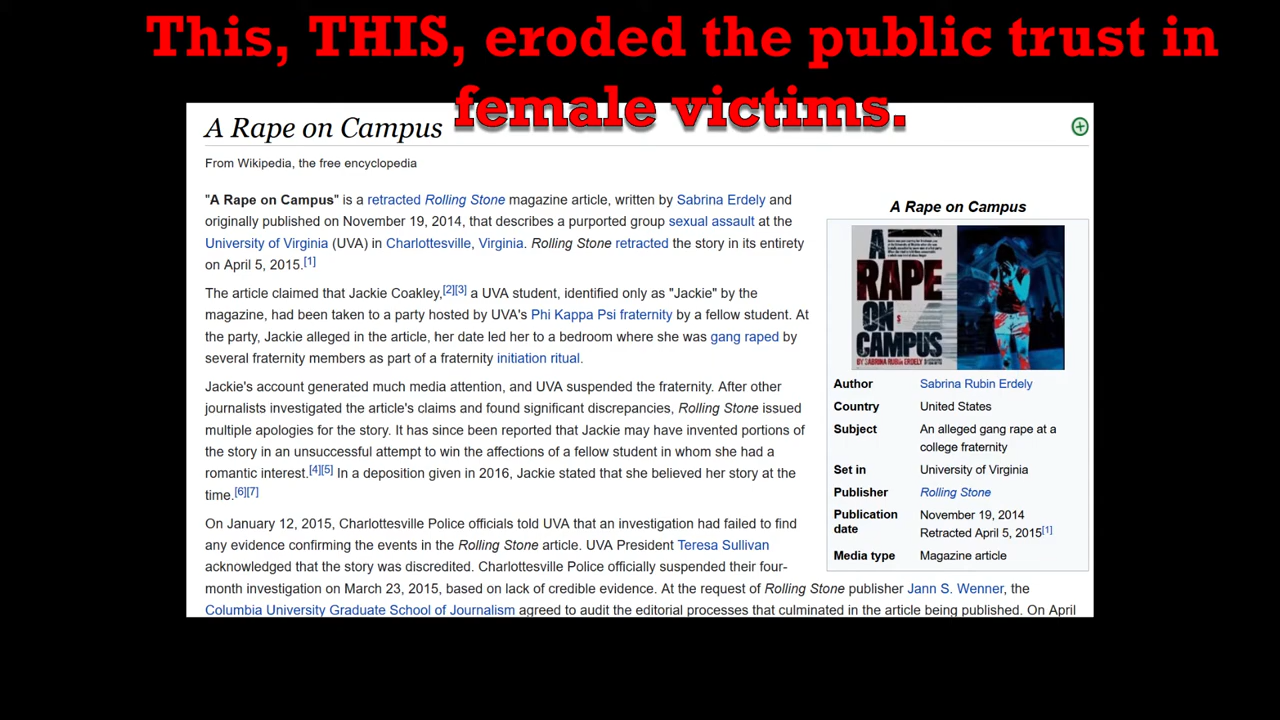 This, THIS, eroded the public trust in
female victims.
A Rape on Campus
From Wikipedia, the free encyclopedia
"A Rape on Campus" is a retracted Rolling Stone magazine article, written by Sabrina Erdely and
originally published on November 19, 2014, that describes a purported group sexual assault at the
University of Virginia (UVA) in Charlottesville, Virginia. Rolling Stone retracted the story in its entirety
on April 5, 2015.[1]
The article claimed that Jackie Coakley,[2][3] a UVA student, identified only as "Jackie" by the
magazine, had been taken to a party hosted by UVA's Phi Kappa Psi fraternity by a fellow student. At
the party, Jackie alleged in the article, her date led her to a bedroom where she was gang raped by
several fraternity members as part of a fraternity initiation ritual.
Jackie's account generated much media attention, and UVA suspended the fraternity. After other
journalists investigated the article's claims and found significant discrepancies, Rolling Stone issued
multiple apologies for the story. It has since been reported that Jackie may have invented portions of
the story in an unsuccessful attempt to win the affections of a fellow student in whom she had a
romantic interest.[4][5] In a deposition given in 2016, Jackie stated that she believed her story at the
time.[6][7]
On January 12, 2015, Charlottesville Police officials told UVA that an investigation had failed to find
any evidence confirming the events in the Rolling Stone article. UVA President Teresa Sullivan
acknowledged that the story was discredited. Charlottesville Police officially suspended their four-
month investigation on March 23, 2015, based on lack of credible evidence. At the request of Rolling Stone publisher Jann S. Wenner, the
Columbia University Graduate School of Journalism agreed to audit the editorial processes that culminated in the article being published. On April
A Rape on Campus
A
RAPE
ON
CAMPUS
BY SABRINA RUBIN ERDELY
Author Sabrina Rubin Erdely
Country United States
Subject An alleged gang rape at a
college fraternity
Set in University of Virginia
Publisher Rolling Stone
Publication date November 19, 2014
Retracted April 5, 2015[1]
Media type Magazine article